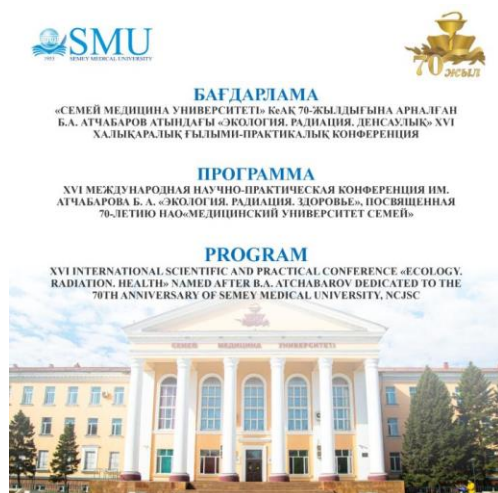 SMU
1953 SEMEY MEDICAL UNIVERSITY
70 ЖЫЛ
БАҒДАРЛАМА
«СЕМЕЙ МЕДИЦИНА УНИВЕРСИТЕТІ» КеАҚ 70-ЖЫЛДЫҒЫНА АРНАЛҒАН
Б.А. АТЧАБАРОВ АТЫНДАҒЫ «ЭКОЛОГИЯ. РАДИАЦИЯ. ДЕНСАУЛЫҚ» XVI
ХАЛЫҚАРАЛЫҚ ҒЫЛЫМИ-ПРАКТИКАЛЫҚ КОНФЕРЕНЦИЯ
ПРОГРАММА
XVI МЕЖДУНАРОДНАЯ НАУЧНО-ПРАКТИЧЕСКАЯ КОНФЕРЕНЦИЯ ИМ.
АТЧАБАРОВА Б. А. «ЭКОЛОГИЯ. РАДИАЦИЯ. ЗДОРОВЬЕ», ПОСВЯЩЕННАЯ
70-ЛЕТИЮ НАО«МЕДИЦИНСКИЙ УНИВЕРСИТЕТ СЕМЕЙ»
PROGRAM
XVI INTERNATIONAL SCIENTIFIC AND PRACTICAL CONFERENCE «ECOLOGY.
RADIATION. HEALTH» NAMED AFTER B.A. ATCHABAROV DEDICATED TO THE
70TH ANNIVERSARY OF SEMEY MEDICAL UNIVERSITY, NCJSC
СЕМЕЙ МЕДИЦИНА УНИВЕРСИТЕТІ